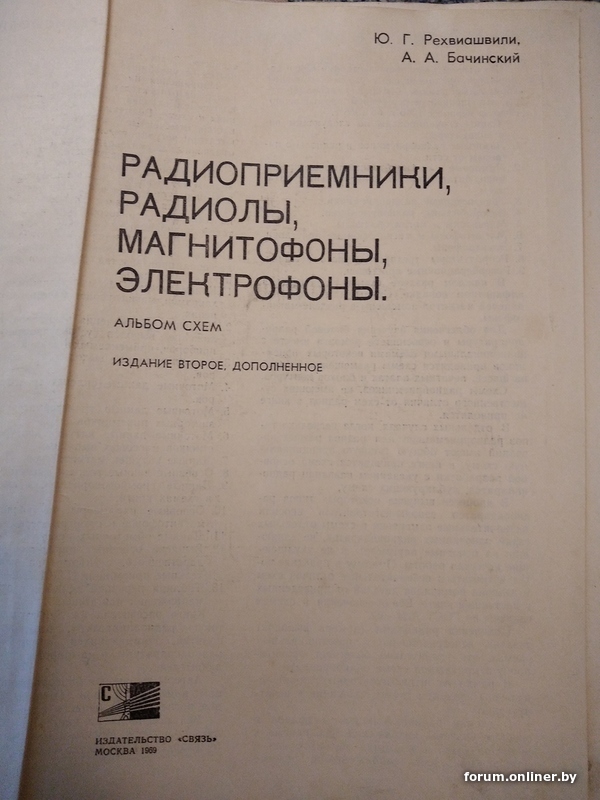 Ю. Г. Рехвиашвили,
А. А. Бачинский
РАДИОПРИЕМНИКИ,
РАДИОЛЫ,
МАГНИТОФОНЫ,
ЭЛЕКТРОФОНЫ.
АЛЬБОМ СХЕМ
ИЗДАНИЕ ВТОРОЕ, ДОПОЛНЕННОЕ
С
ИЗДАТЕЛЬСТВО «СВЯЗЬ»
МОСКВА 1969
forum.onliner.by